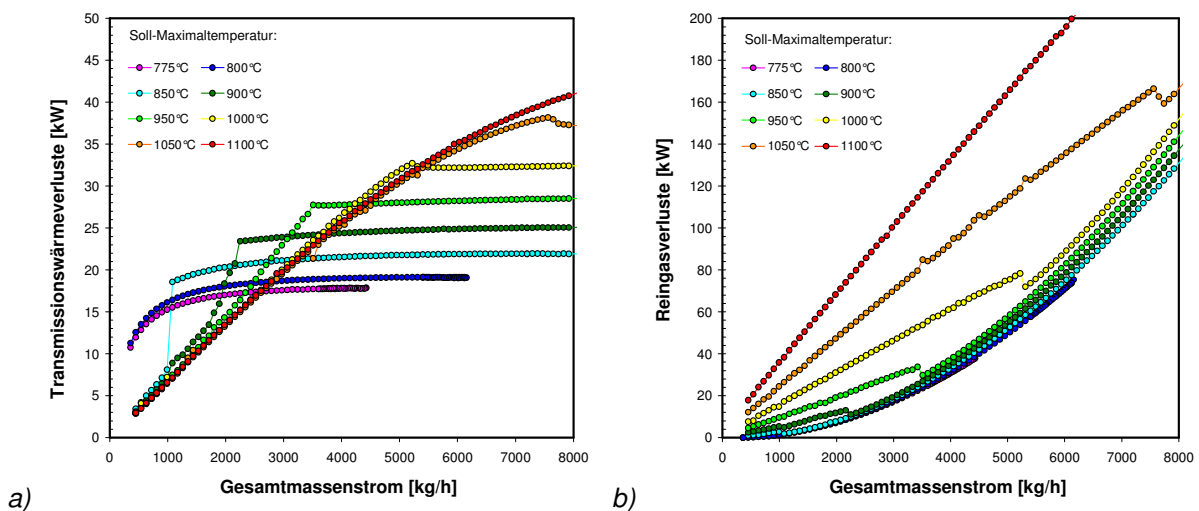 Soll-Maximaltemperatur:
775°C 800°C
850°C 900°C
950°C 1000°C
1050°C 1100°C
Transmissionswärmeverluste [kW]
50
45
40
35
30
25
20
15
10
5
0
0 1000 2000 3000 4000 5000 6000 7000 8000
Gesamtmassenstrom [kg/h]
a)
Soll-Maximaltemperatur:
775°C 800°C
850°C 900°C
950°C 1000°C
1050°C 1100°C
Reingasverluste [kW]
200
180
160
140
120
100
80
60
40
20
0
0 1000 2000 3000 4000 5000 6000 7000 8000
Gesamtmassenstrom [kg/h]
b)